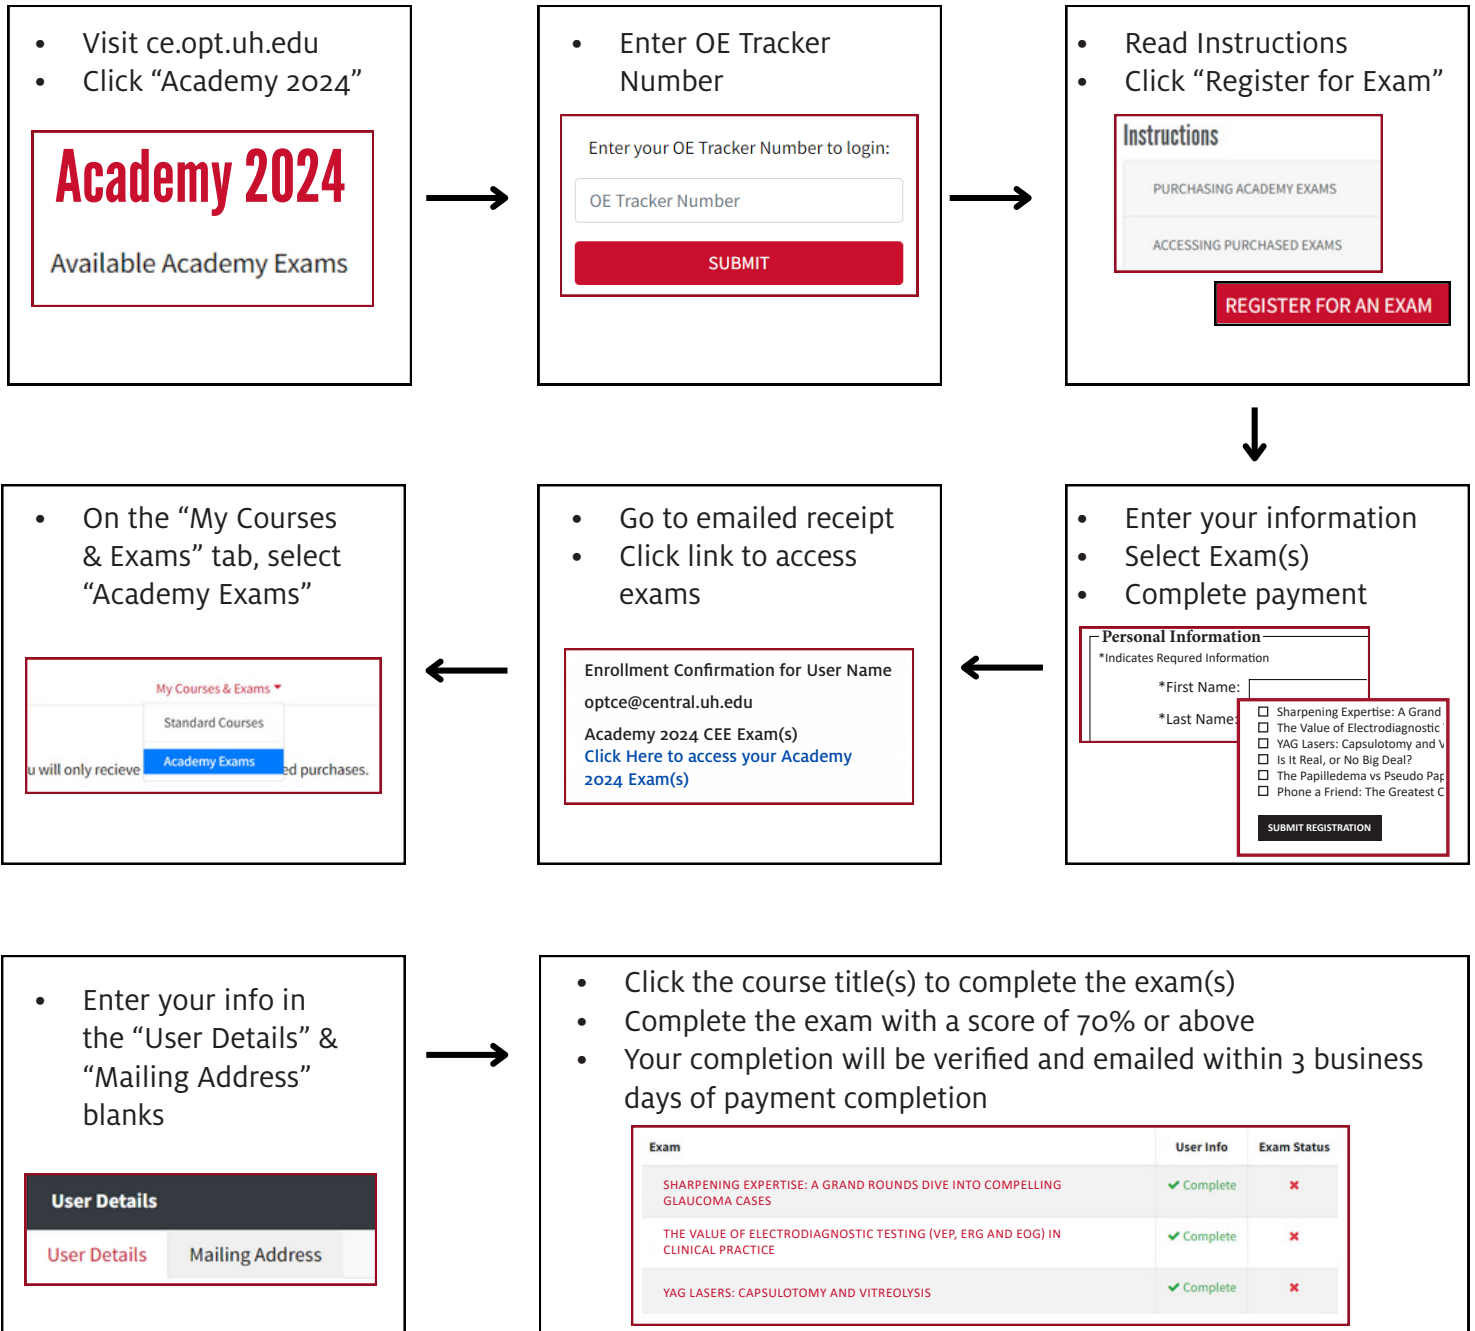 • Visit ce.opt.uh.edu
• Click “Academy 2024”
Academy 2024
Available Academy Exams
• Enter OE Tracker
Number
Enter your OE Tracker Number to login:
OE Tracker Number
SUBMIT
• Read Instructions
• Click “Register for Exam”
Instructions
PURCHASING ACADEMY EXAMS
ACCESSING PURCHASED EXAMS
REGISTER FOR AN EXAM
• Enter your information
• Select Exam(s)
• Complete payment
Personal Information
*Indicates Requred Information
*First Name:
*Last Name:
Sharpening Expertise: A Grand
The Value of Electrodiagnostic
YAG Lasers: Capsulotomy and V
Is It Real, or No Big Deal?
The Papilledema vs Pseudo Pap
Phone a Friend: The Greatest C
SUBMIT REGISTRATION
• Go to emailed receipt
• Click link to access
exams
Enrollment Confirmation for User Name
optce@central.uh.edu
Academy 2024 CEE Exam(s)
Click Here to access your Academy
2024 Exam(s)
• On the “My Courses
& Exams” tab, select
“Academy Exams”
My Courses & Exams
Standard Courses
Academy Exams
u will only recieve ed purchases.
• Enter your info in
the “User Details” &
“Mailing Address”
blanks
User Details
User Details Mailing Address
• Click the course title(s) to complete the exam(s)
• Complete the exam with a score of 70% or above
• Your completion will be verified and emailed within 3 business
days of payment completion
Exam User Info Exam Status
SHARPENING EXPERTISE: A GRAND ROUNDS DIVE INTO COMPELLING
GLAUCOMA CASES
✔ Complete ✖
THE VALUE OF ELECTRODIAGNOSTIC TESTING (VEP, ERG AND EOG) IN
CLINICAL PRACTICE
✔ Complete ✖
YAG LASERS: CAPSULOTOMY AND VITREOLYSIS ✔ Complete ✖